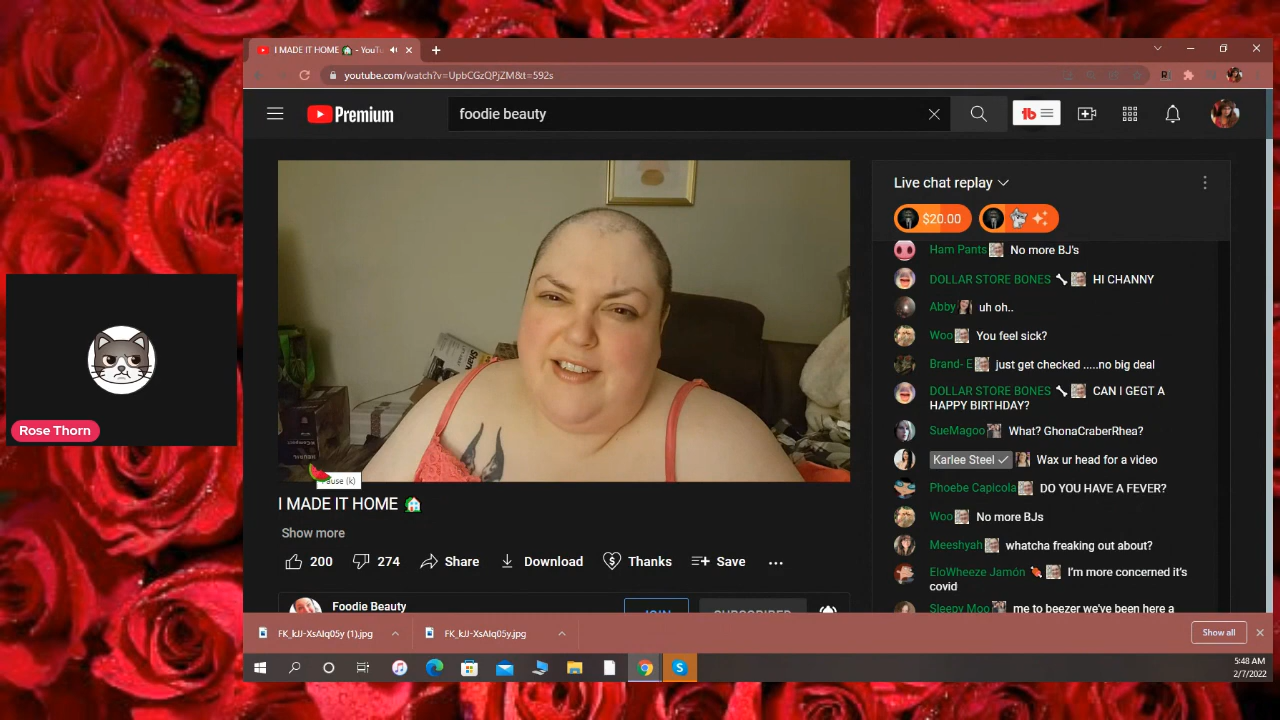 I MADE IT HOME 🏠 - YouTu
youtube.com/watch?v=UpbCGzQPjZM&t=592s
Premium
foodie beauty
tb
Live chat replay
$20.00
Ham Pants No more BJ's
DOLLAR STORE BONES 🦴 HI CHANNY
Abby uh oh..
Woo You feel sick?
Brand- E just get checked .....no big deal
DOLLAR STORE BONES 🦴 CAN I GEGT A
HAPPY BIRTHDAY?
SueMagoo What? GhonaCraberRhea?
Karlee Steel Wax ur head for a video
Phoebe Capicola DO YOU HAVE A FEVER?
Woo No more BJs
Meeshyah whatcha freaking out about?
EloWheeze Jamón 🍖 I'm more concerned it's
covid
Sleepy Moo me to beezer we've been here a
Rose Thorn
Pause (k)
I MADE IT HOME 🏠
Show more
200
274
Share
Download
Thanks
Save
Foodie Beauty
JOIN
SUBSCRIBED
FK_kJJ-XsAIq05y (1).jpg
FK_kJJ-XsAIq05y.jpg
Show all
5:48 AM
2/7/2022